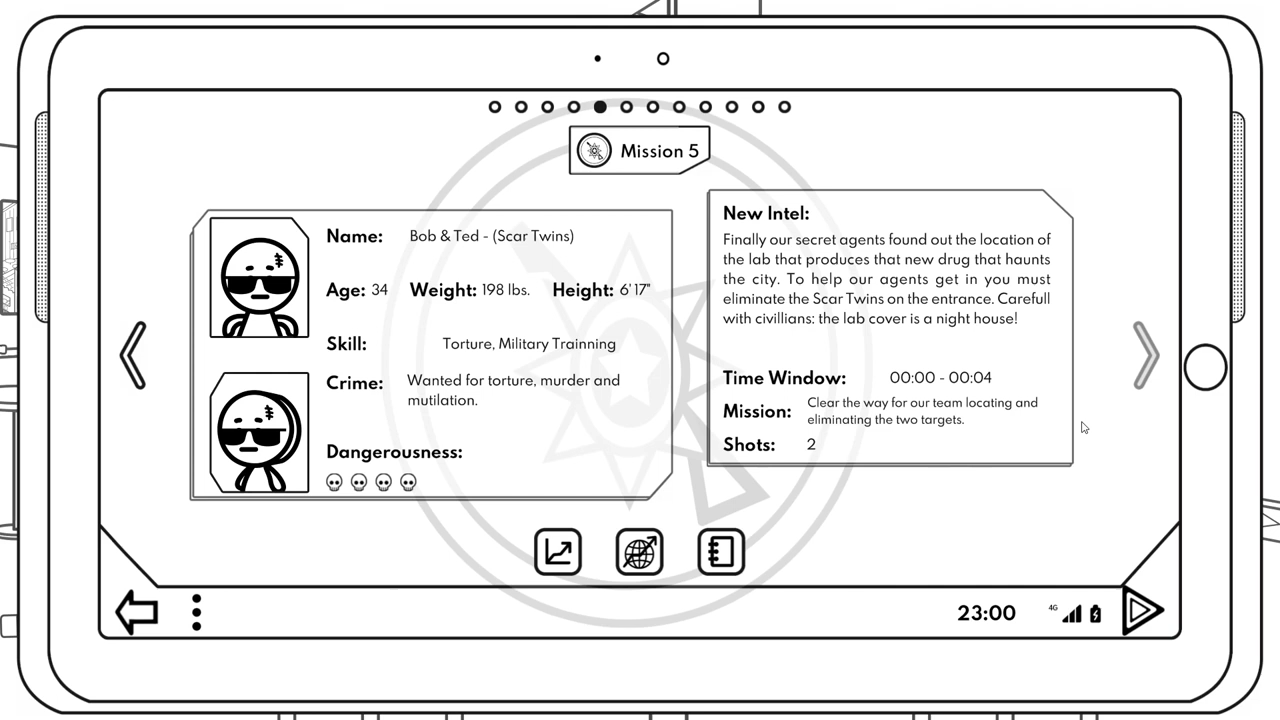 Mission 5
Name: Bob & Ted - (Scar Twins)
Age: 34 Weight: 198 lbs. Height: 6'17"
Skill: Torture, Military Trainning
Crime: Wanted for torture, murder and
mutilation.
Dangerousness:
New Intel:
Finally our secret agents found out the location of
the lab that produces that new drug that haunts
the city. To help our agents get in you must
eliminate the Scar Twins on the entrance. Carefull
with civillians: the lab cover is a night house!
Time Window: 00:00 - 00:04
Mission: Clear the way for our team locating and
eliminating the two targets.
Shots: 2
23:00 4G